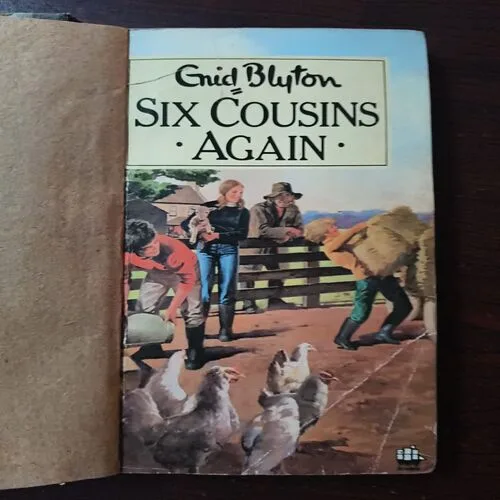 Enid Blyton
SIX COUSINS
· AGAIN ·